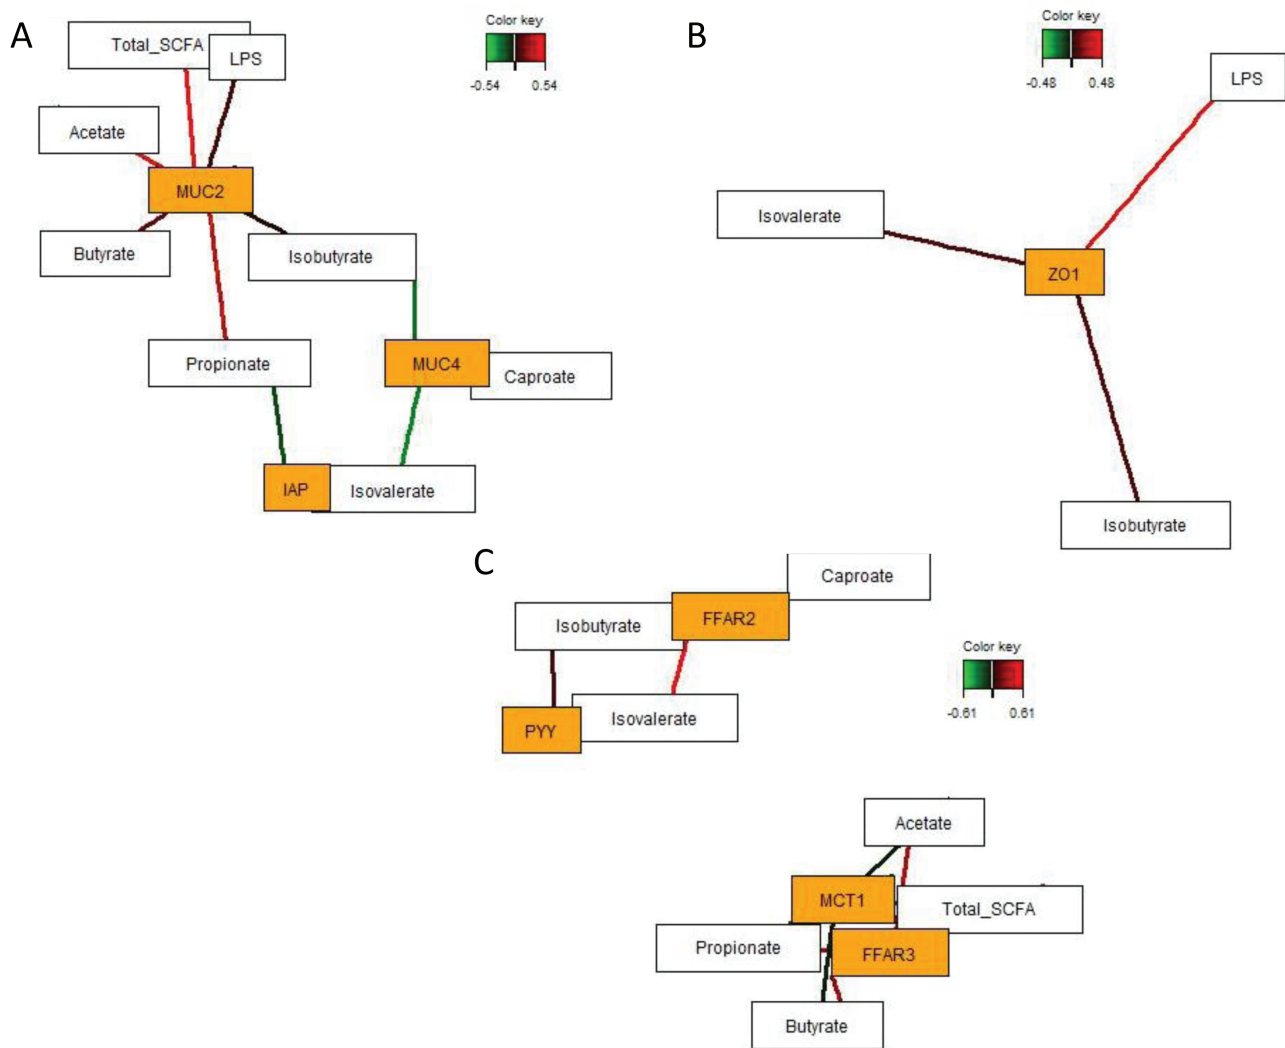 A
Total_SCFA
LPS
Color key
-0.54 0.54
Acetate
MUC2
Butyrate
Isobutyrate
Propionate
MUC4
Caproate
IAP
Isovalerate
B
Color key
-0.48 0.48
LPS
Isovalerate
ZO1
Isobutyrate
C
Caproate
Isobutyrate
FFAR2
Color key
-0.61 0.61
PYY
Isovalerate
Acetate
MCT1
Total_SCFA
Propionate
FFAR3
Butyrate